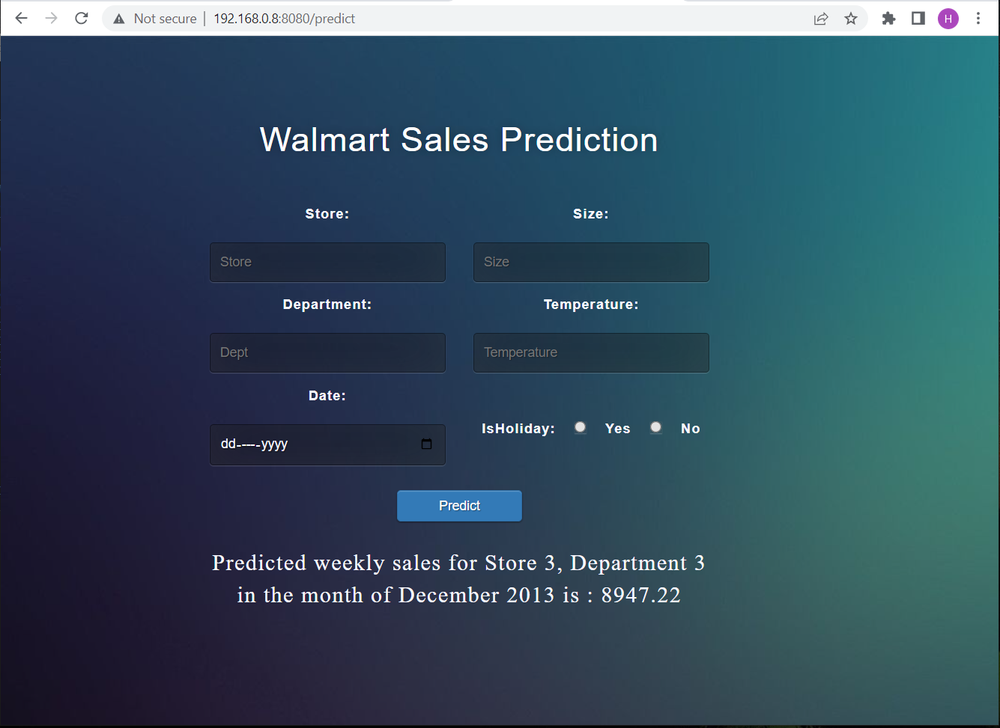 Not secure | 192.168.0.8:8080/predict
H
Walmart Sales Prediction
Store: Size:
Store Size
Department: Temperature:
Dept Temperature
Date:
IsHoliday: Yes No
dd-----yyyy
Predict
Predicted weekly sales for Store 3, Department 3
in the month of December 2013 is : 8947.22